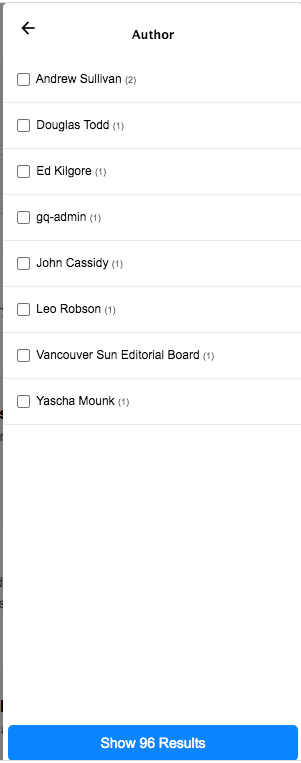 Author
Andrew Sullivan (2)
Douglas Todd (1)
Ed Kilgore (1)
gq-admin (1)
John Cassidy (1)
Leo Robson (1)
Vancouver Sun Editorial Board (1)
Yascha Mounk (1)
Show 96 Results